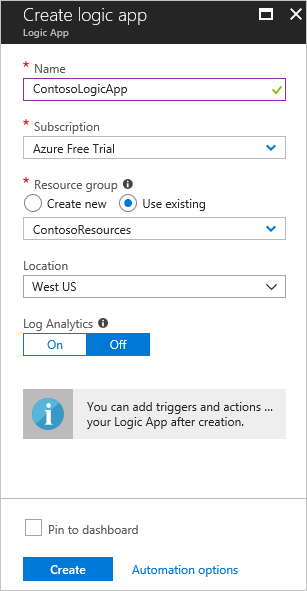 Create logic app
Logic App
* Name
ContosoLogicApp
* Subscription
Azure Free Trial
* Resource group
Create new Use existing
ContosoResources
Location
West US
Log Analytics
On Off
You can add triggers and actions ...
your Logic App after creation.
Pin to dashboard
Create Automation options